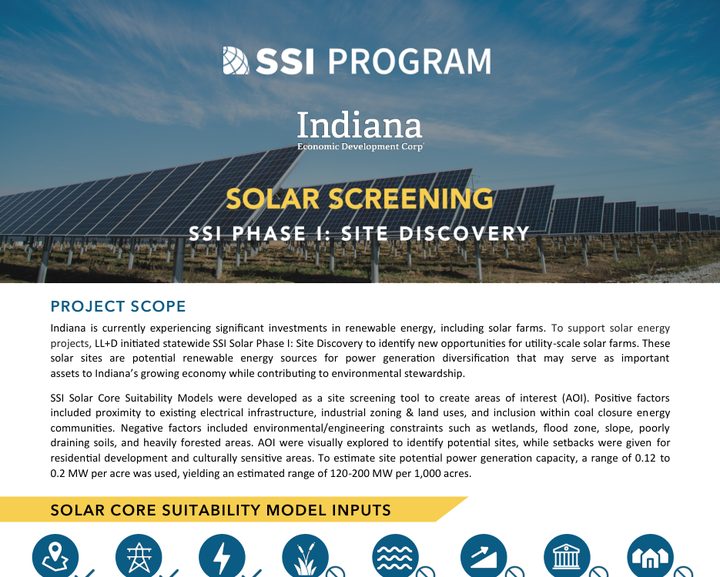 SSI PROGRAM
Indiana
Economic Development Corp
SOLAR SCREENING
SSI PHASE I: SITE DISCOVERY
PROJECT SCOPE
Indiana is currently experiencing significant investments in renewable energy, including solar farms. To support solar energy
projects, LL+D initiated statewide SSI Solar Phase I: Site Discovery to identify new opportunities for utility-scale solar farms. These
solar sites are potential renewable energy sources for power generation diversification that may serve as important
assets to Indiana's growing economy while contributing to environmental stewardship.
SSI Solar Core Suitability Models were developed as a site screening tool to create areas of interest (AOI). Positive factors
included proximity to existing electrical infrastructure, industrial zoning & land uses, and inclusion within coal closure energy
communities. Negative factors included environmental/engineering constraints such as wetlands, flood zone, slope, poorly
draining soils, and heavily forested areas. AOI were visually explored to identify potential sites, while setbacks were given for
residential development and culturally sensitive areas. To estimate site potential power generation capacity, a range of 0.12 to
0.2 MW per acre was used, yielding an estimated range of 120-200 MW per 1,000 acres.
SOLAR CORE SUITABILITY MODEL INPUTS